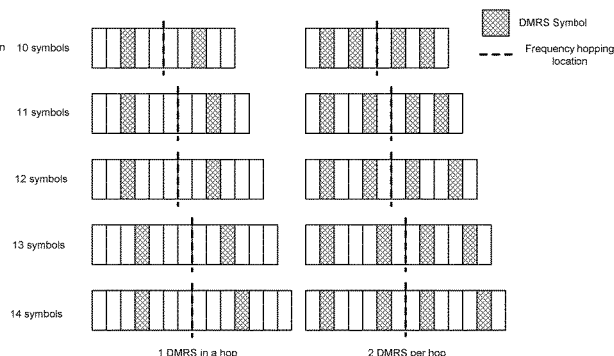 DMRS Symbol
Frequency hopping
location
n 10 symbols
11 symbols
12 symbols
13 symbols
14 symbols
1 DMRS in a hop
2 DMRS per hop